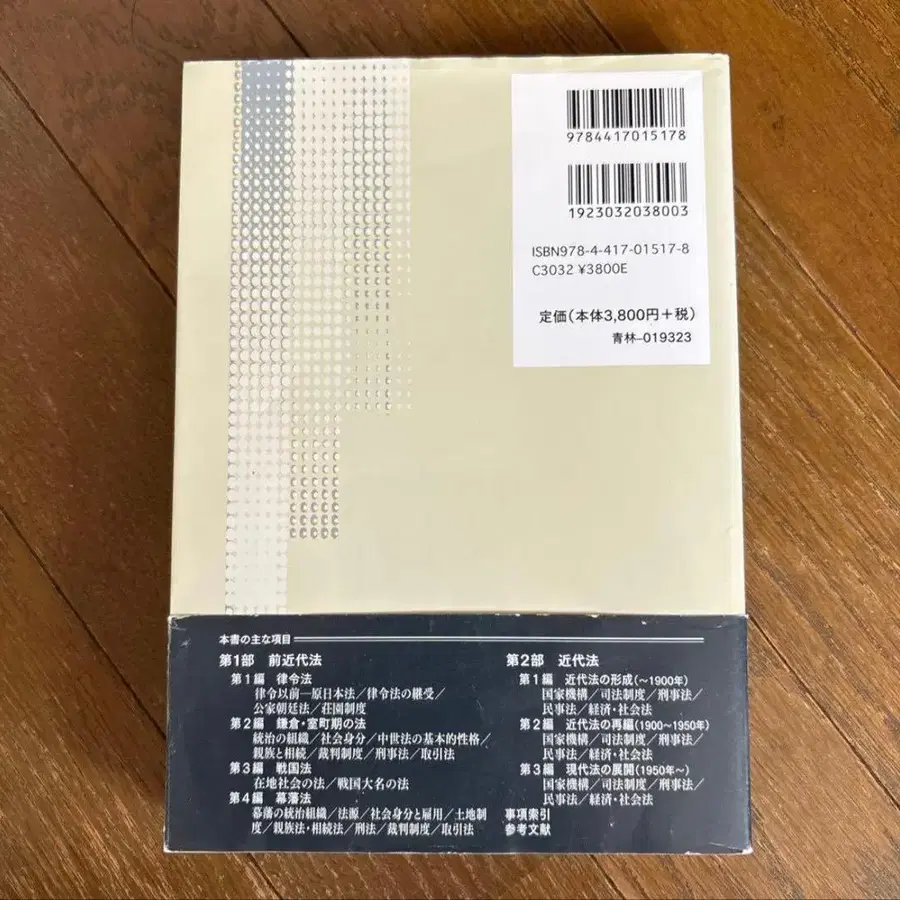 9784417015178
1923032038003
ISBN978-4-417-01517-8
C3032 ¥3800E
定価(本体3,800円+税)
青林-019323
本書の主な項目
第1部 前近代法
第1編 律令法
律令以前―原日本法/律令法の継受/
公家朝廷法/荘園制度
第2編 鎌倉・室町期の法
統治の組織/社会身分/中世法の基本的性格/
親族と相続/裁判制度/刑事法/取引法
第3編 戦国法
在地社会の法/戦国大名の法
第4編 幕藩法
幕藩の統治組織/法源/社会身分と雇用/土地制
度/親族法・相続法/刑法/裁判制度/取引法
第2部 近代法
第1編 近代法の形成(~1900年)
国家機構/司法制度/刑事法/
民事法/経済・社会法
第2編 近代法の再編(1900~1950年)
国家機構/司法制度/刑事法/
民事法/経済・社会法
第3編 現代法の展開(1950年~)
国家機構/司法制度/刑事法/
民事法/経済・社会法
事項索引
参考文献